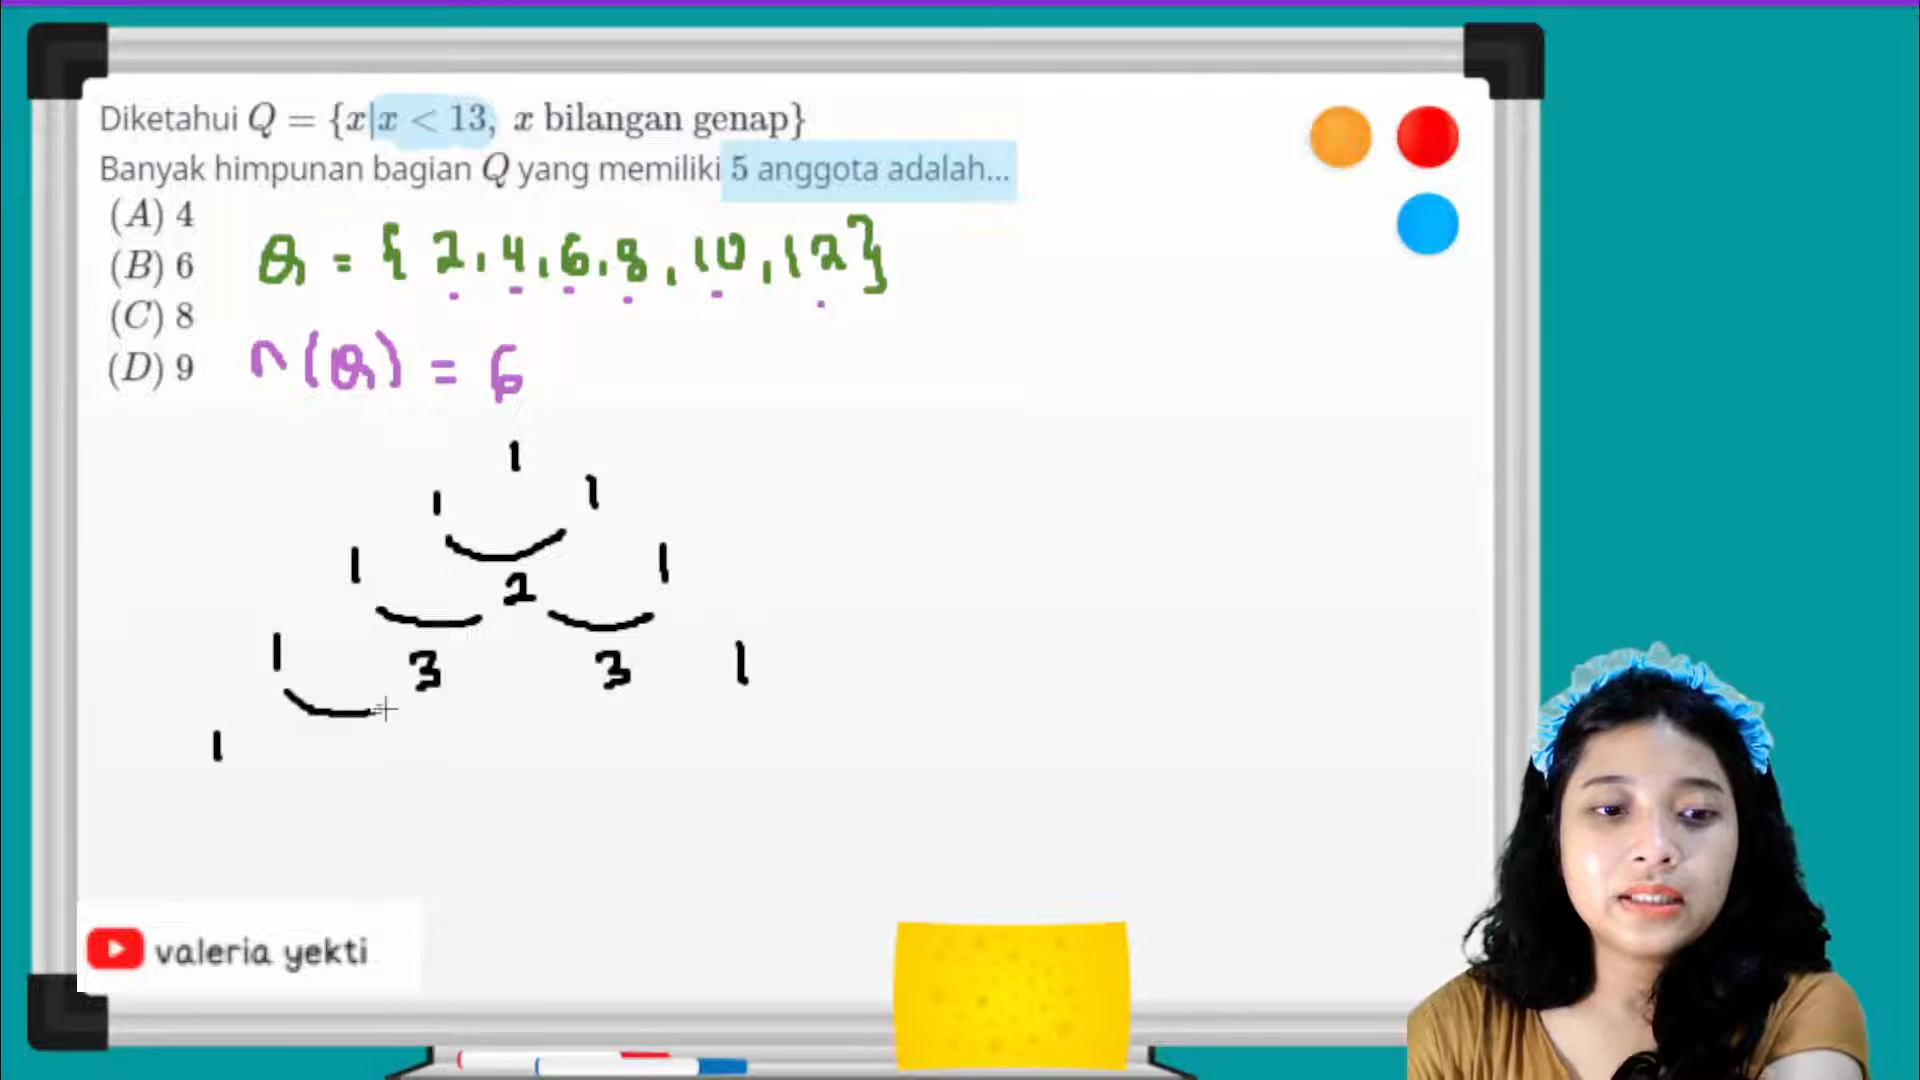 Diketahui Q = {x|x < 13, x bilangan genap}
Banyak himpunan bagian Q yang memiliki 5 anggota adalah...
(A) 4
(B) 6
(C) 8
(D) 9
Q = { 2, 4, 6, 8, 10, 12 }
n(Q) = 6
1
1 1
1 2 1
1 3 3 1
1
valeria yekti